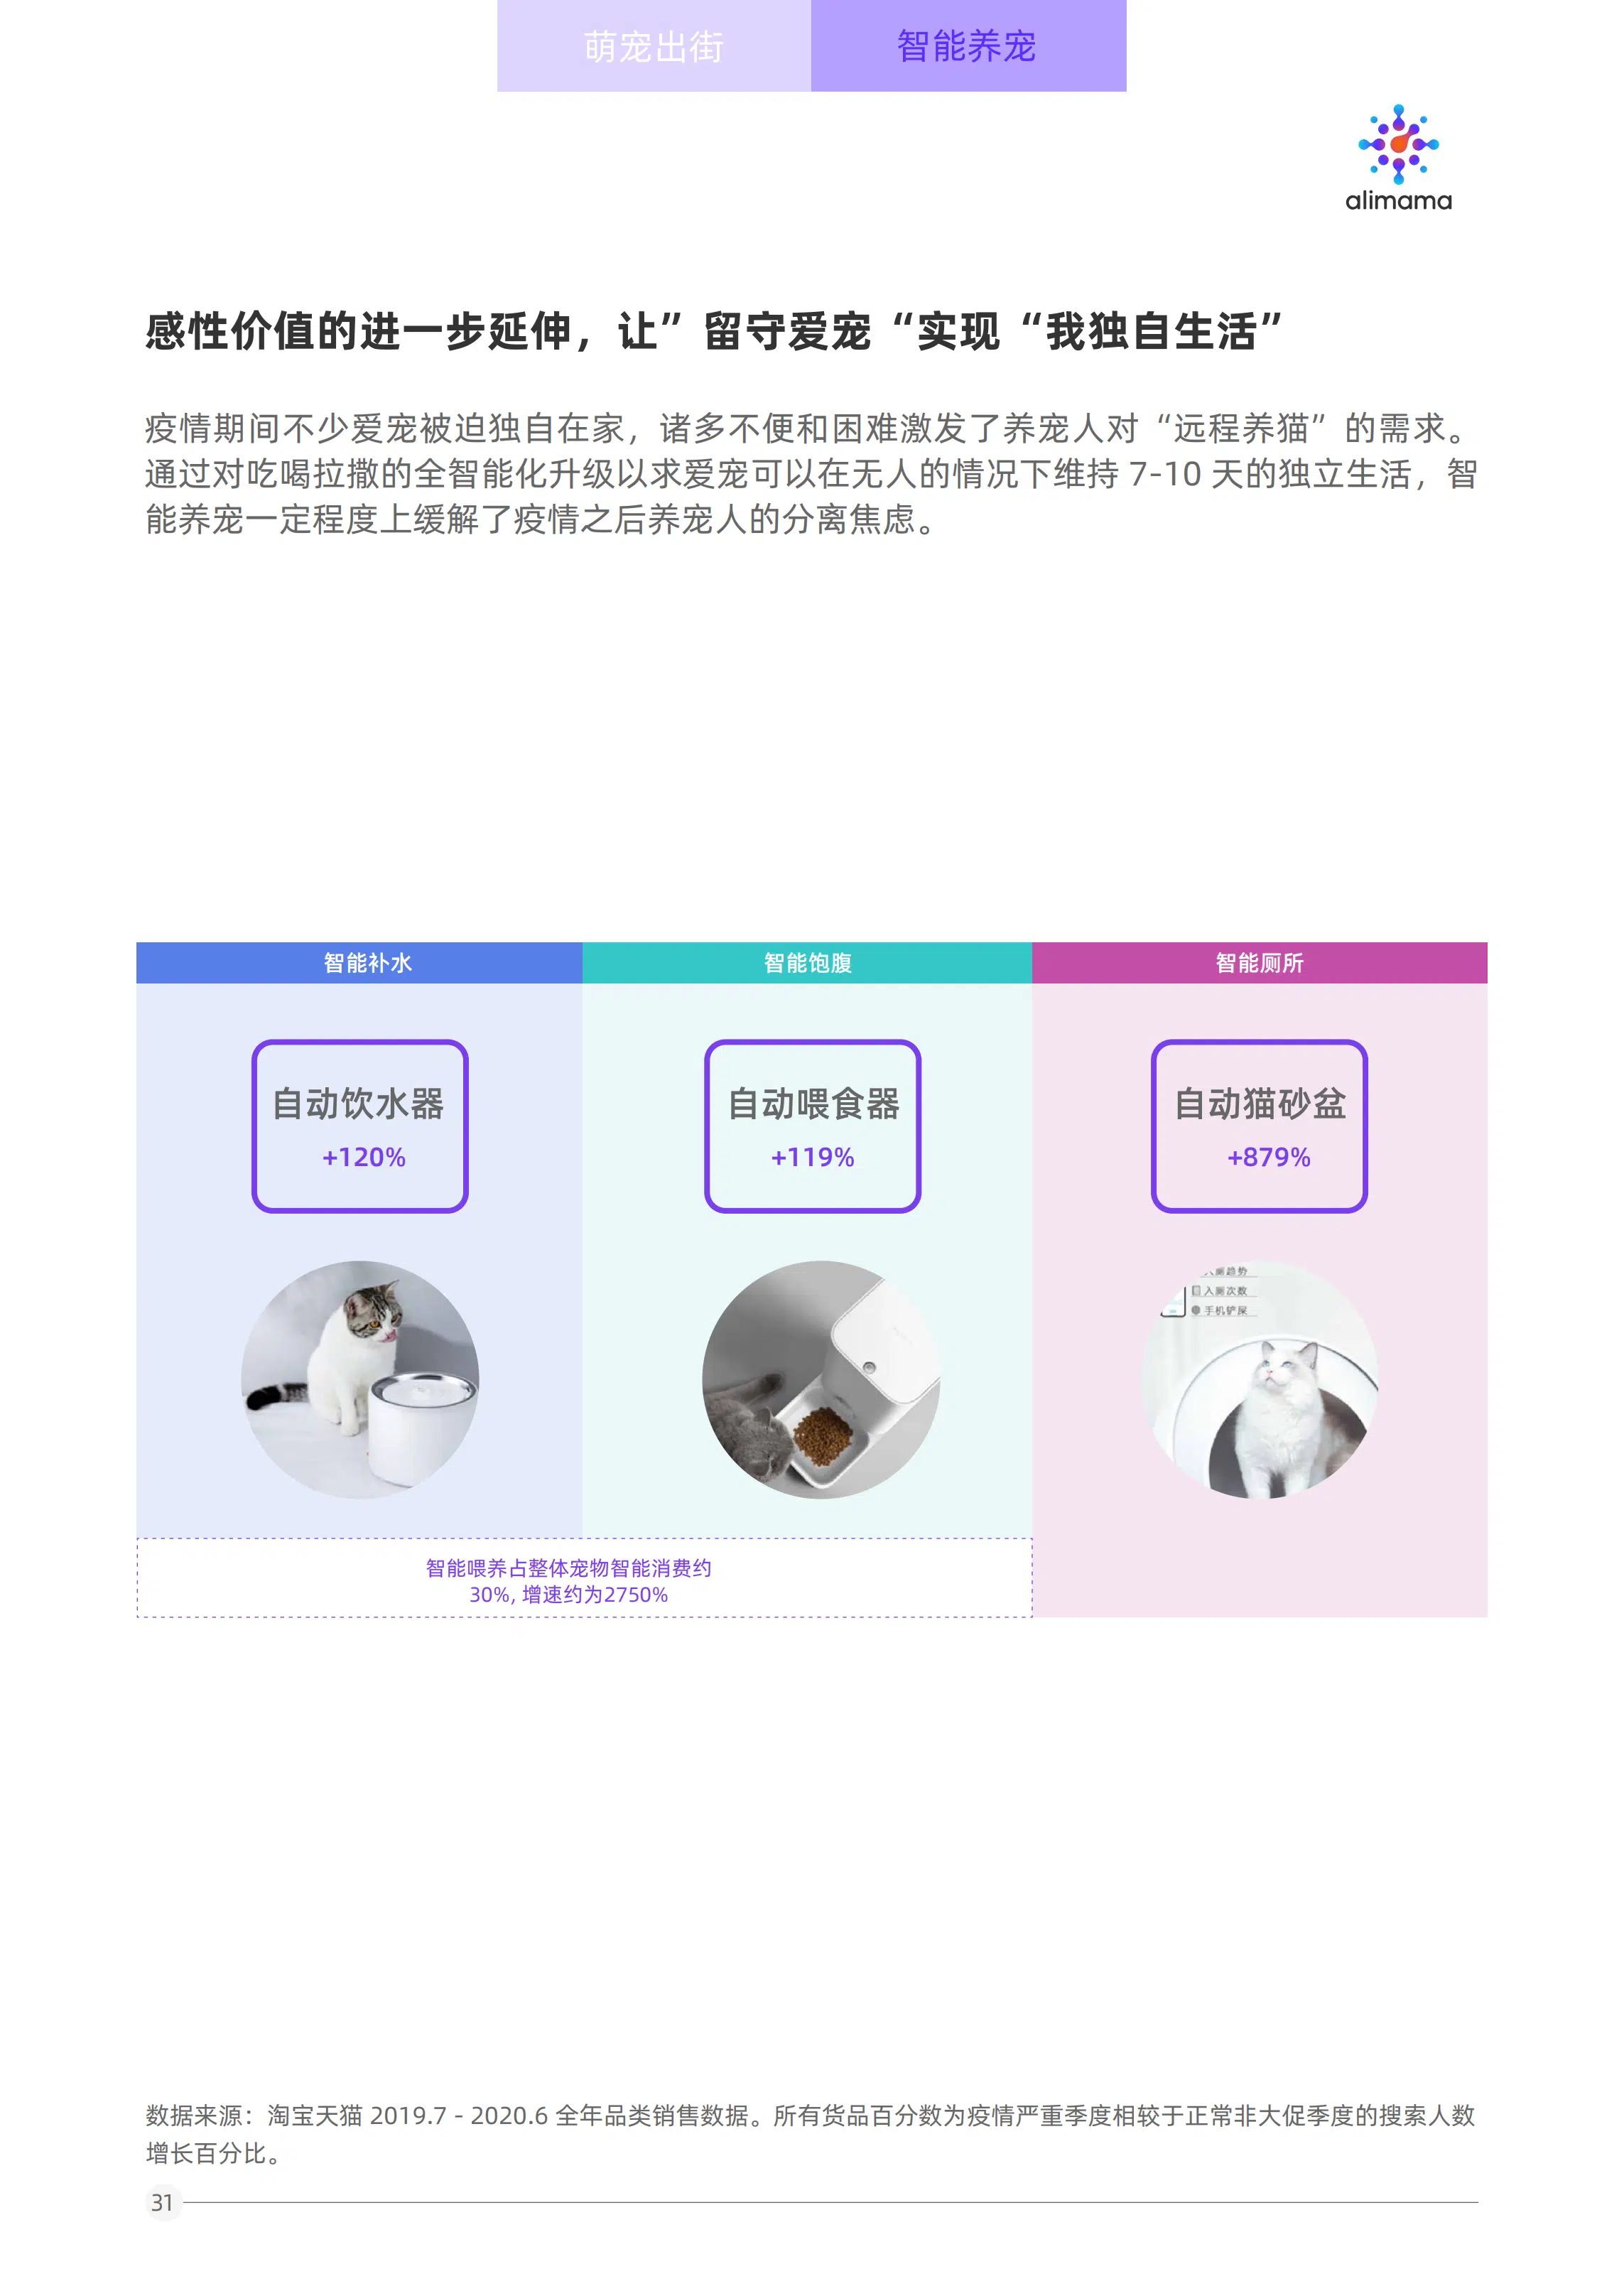 萌宠出街
智能养宠
alimama
感性价值的进一步延伸，让”留守爱宠“实现“我独自生活”
疫情期间不少爱宠被迫独自在家，诸多不便和困难激发了养宠人对“远程养猫”的需求。
通过对吃喝拉撒的全智能化升级以求爱宠可以在无人的情况下维持 7-10 天的独立生活，智
能养宠一定程度上缓解了疫情之后养宠人的分离焦虑。
智能补水
智能饱腹
智能厕所
自动饮水器
+120%
自动喂食器
+119%
自动猫砂盆
+879%
入厕趋势
入厕次数
手机铲屎
智能喂养占整体宠物智能消费约
30%, 增速约为2750%
数据来源：淘宝天猫 2019.7 - 2020.6 全年品类销售数据。所有货品百分数为疫情严重季度相较于正常非大促季度的搜索人数
增长百分比。
31